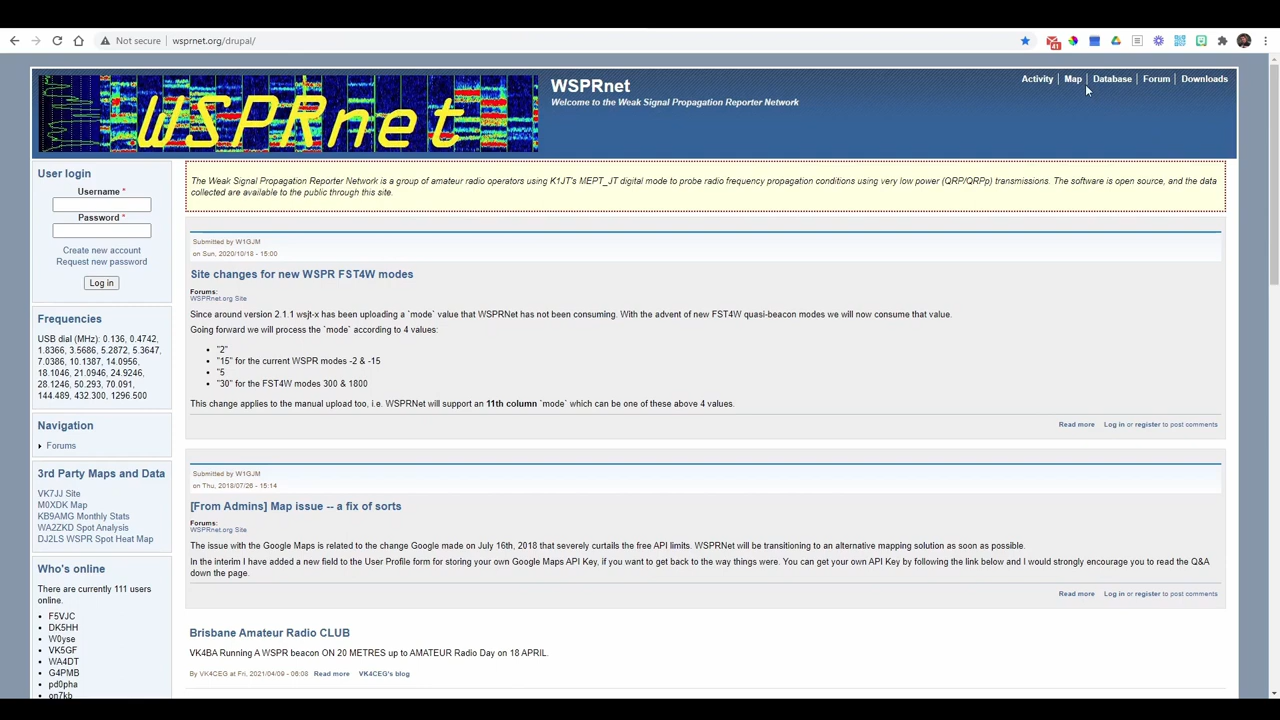 Not secure | wsprnet.org/drupal/
41
WSPRnet
WSPRnet
Welcome to the Weak Signal Propagation Reporter Network
Activity | Map | Database | Forum | Downloads
User login
Username *
Password *
Create new account
Request new password
Log in
Frequencies
USB dial (MHz): 0.136, 0.4742,
1.8366, 3.5686, 5.2872, 5.3647,
7.0386, 10.1387, 14.0956,
18.1046, 21.0946, 24.9246,
28.1246, 50.293, 70.091,
144.489, 432.300, 1296.500
Navigation
Forums
3rd Party Maps and Data
VK7JJ Site
M0XDK Map
KB9AMG Monthly Stats
WA2ZKD Spot Analysis
DJ2LS WSPR Spot Heat Map
Who's online
There are currently 111 users
online.
F5VJC
DK5HH
W0yse
VK5GF
WA4DT
G4PMB
pd0pha
on7kb
The Weak Signal Propagation Reporter Network is a group of amateur radio operators using K1JT's MEPT_JT digital mode to probe radio frequency propagation conditions using very low power (QRP/QRPp) transmissions. The software is open source, and the data
collected are available to the public through this site.
Submitted by W1GJM
on Sun, 2020/10/18 - 15:00
Site changes for new WSPR FST4W modes
Forums:
WSPRnet.org Site
Since around version 2.1.1 wsjt-x has been uploading a `mode` value that WSPRNet has not been consuming. With the advent of new FST4W quasi-beacon modes we will now consume that value.
Going forward we will process the `mode` according to 4 values:
"2"
"15" for the current WSPR modes -2 & -15
"5
"30" for the FST4W modes 300 & 1800
This change applies to the manual upload too, i.e. WSPRNet will support an 11th column `mode` which can be one of these above 4 values.
Read more Log in or register to post comments
Submitted by W1GJM
on Thu, 2018/07/26 - 15:14
[From Admins] Map issue -- a fix of sorts
Forums:
WSPRnet.org Site
The issue with the Google Maps is related to the change Google made on July 16th, 2018 that severely curtails the free API limits. WSPRNet will be transitioning to an alternative mapping solution as soon as possible.
In the interim I have added a new field to the User Profile form for storing your own Google Maps API Key, if you want to get back to the way things were. You can get your own API Key by following the link below and I would strongly encourage you to read the Q&A
down the page.
Read more Log in or register to post comments
Brisbane Amateur Radio CLUB
VK4BA Running A WSPR beacon ON 20 METRES up to AMATEUR Radio Day on 18 APRIL.
By VK4CEG at Fri, 2021/04/09 - 06:08 Read more VK4CEG's blog